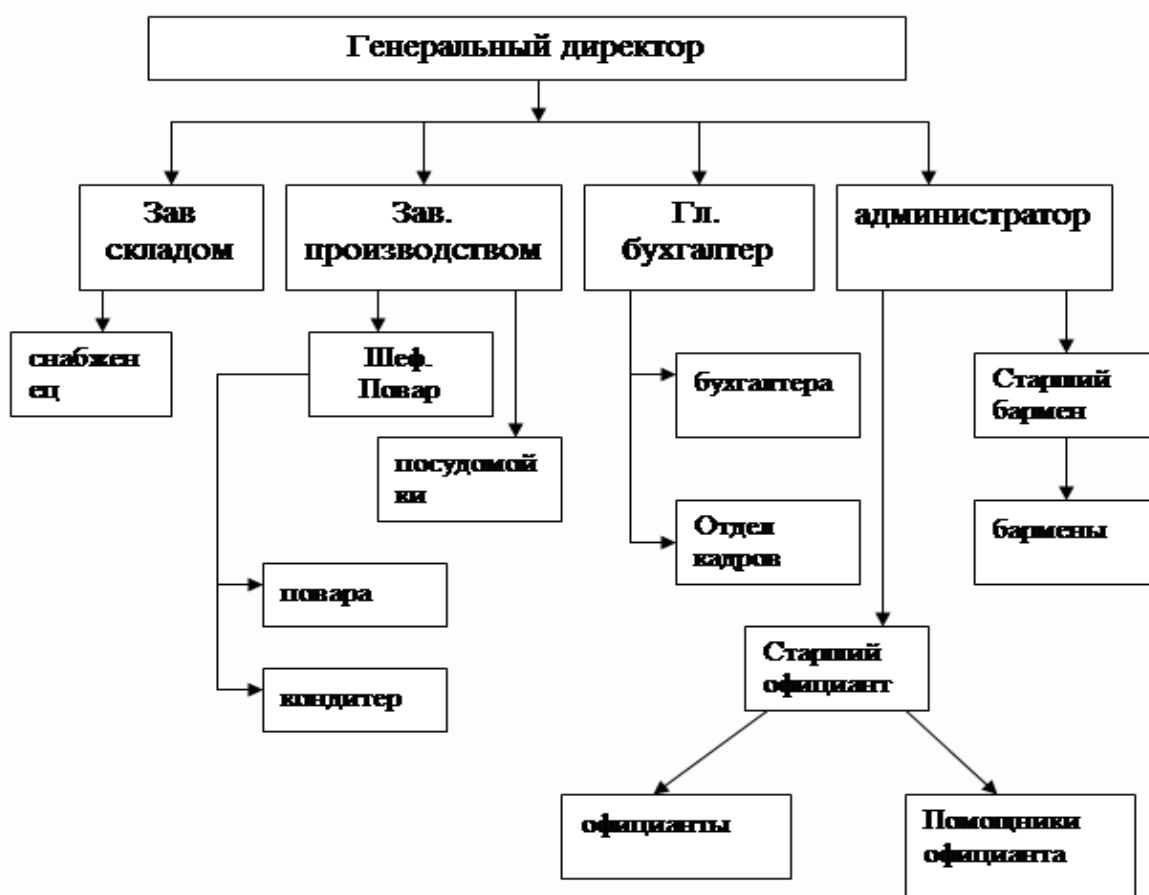 Генеральный директор
Зав
складом
Зав.
производством
Гл.
бухгалтер
администратор
снабжен
ец
Шеф.
Повар
бухгалтера
Старший
бармен
посудомой
ки
Отдел
кадров
бармены
повара
Старший
официант
кондитер
официанты
Помощники
официанта